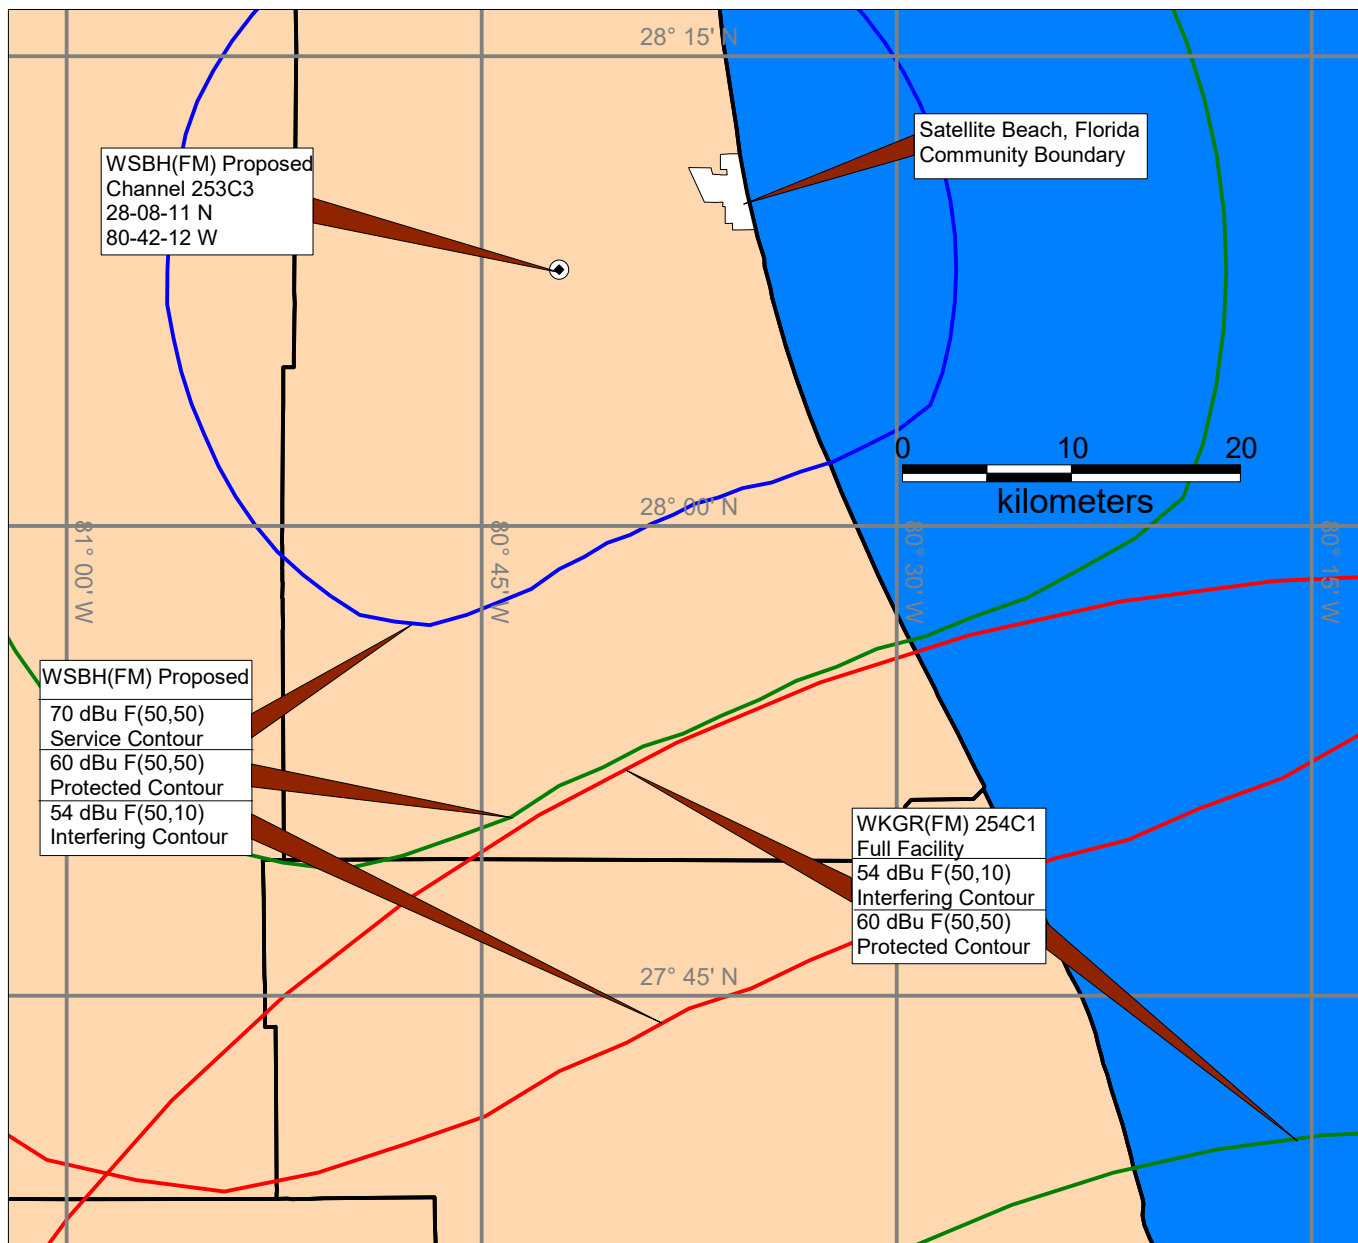 28° 15' N
Satellite Beach, Florida
Community Boundary
WSBH(FM) Proposed
Channel 253C3
28-08-11 N
80-42-12 W
0 10 20
kilometers
28° 00' N
81° 00' W
80° 45' W
80° 30' W
80° 15' W
WSBH(FM) Proposed
70 dBu F(50,50)
Service Contour
60 dBu F(50,50)
Protected Contour
54 dBu F(50,10)
Interfering Contour
WKGR(FM) 254C1
Full Facility
54 dBu F(50,10)
Interfering Contour
60 dBu F(50,50)
Protected Contour
27° 45' N